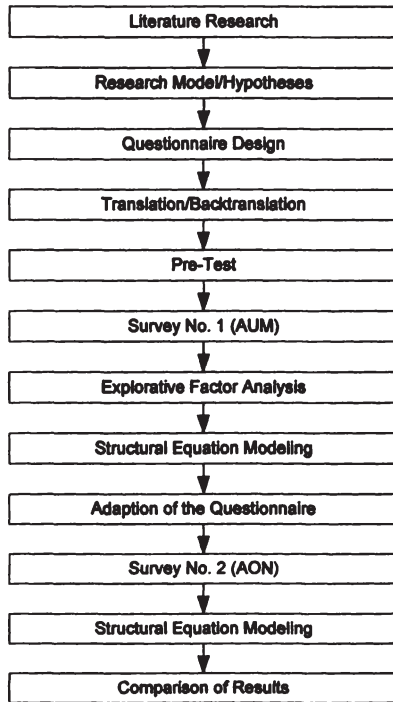 Literature Research
Research Model/Hypotheses
Questionnaire Design
Translation/Backtranslation
Pre-Test
Survey No. 1 (AUM)
Explorative Factor Analysis
Structural Equation Modeling
Adaption of the Questionnaire
Survey No. 2 (AON)
Structural Equation Modeling
Comparison of Results